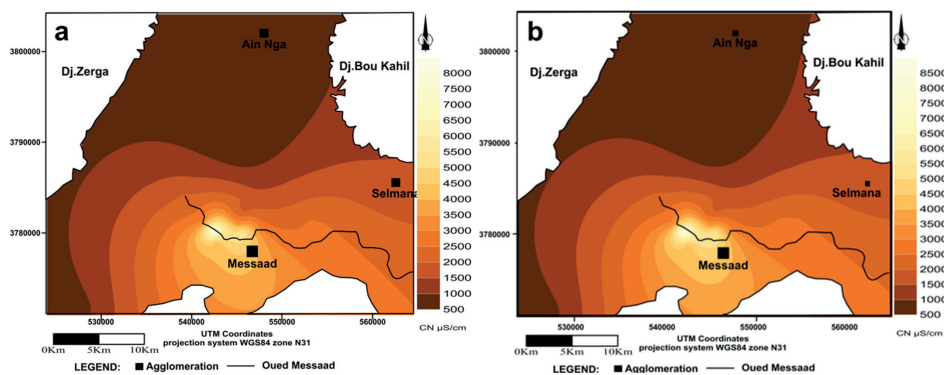 a
Ain Nga
Dj.Zerga
Dj.Bou Kahil
Selmana
Messaad
3800000
3790000
3780000
530000
540000
550000
560000
8000
7500
7000
6500
6000
5500
5000
4500
4000
3500
3000
2500
2000
1500
1000
500
CN µS/cm
0Km 5Km 10Km
UTM Coordinates
projection system WGS84 zone N31
LEGEND: Agglomeration Oued Messaad
b
Ain Nga
Dj.Zerga
Dj.Bou Kahil
Selmana
Messaad
3800000
3790000
3780000
530000
540000
550000
560000
8500
8000
7500
7000
6500
6000
5500
5000
4500
4000
3500
3000
2500
2000
1500
1000
500
CN µS/cm
0Km 5Km 10Km
UTM Coordinates
projection system WGS84 zone N31
LEGEND: Agglomeration Oued Messaad